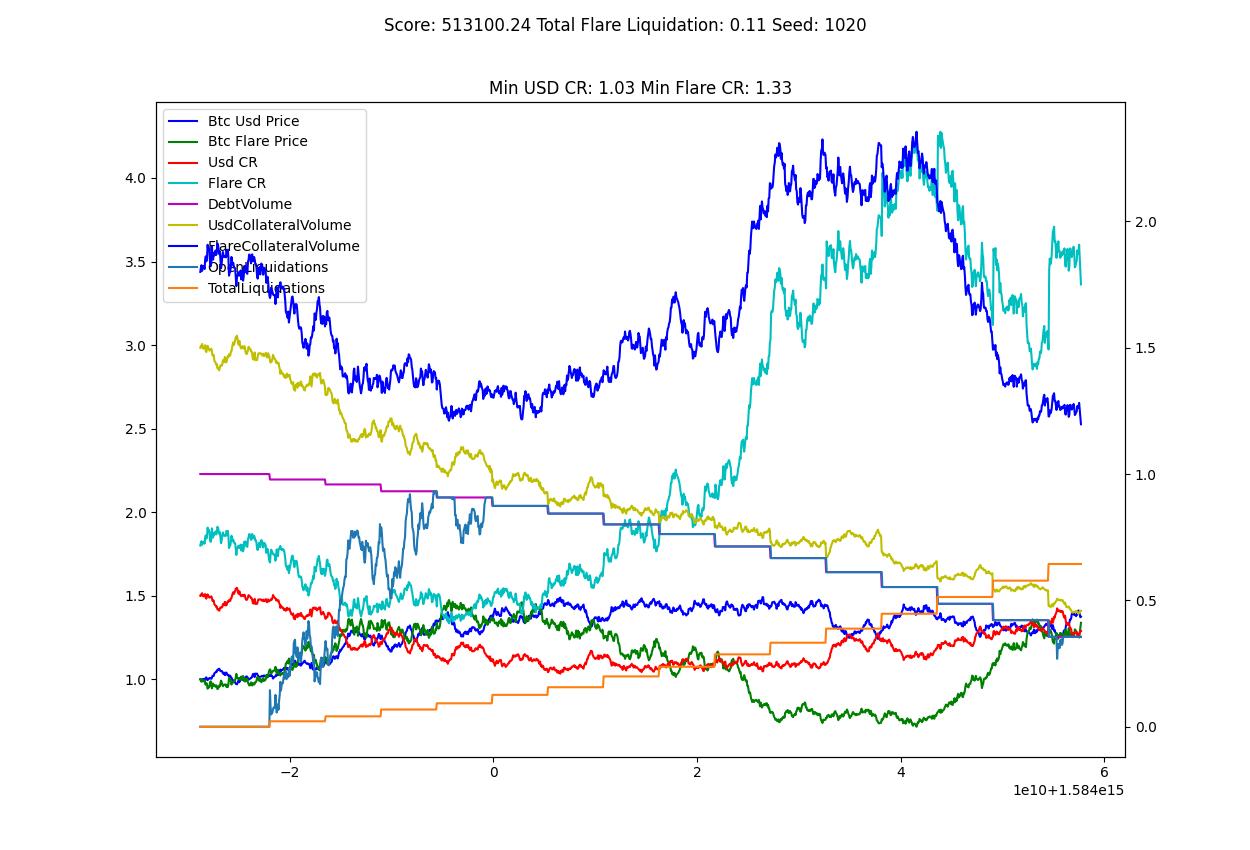 Score: 513100.24 Total Flare Liquidation: 0.11 Seed: 1020
Min USD CR: 1.03 Min Flare CR: 1.33
Btc Usd Price
Btc Flare Price
Usd CR
Flare CR
DebtVolume
UsdCollateralVolume
FlareCollateralVolume
OpenLiquidations
TotalLiquidations
4.0
3.5
3.0
2.5
2.0
1.5
1.0
2.0
1.5
1.0
0.5
0.0
−2
0
2
4
6
1e10+1.584e15